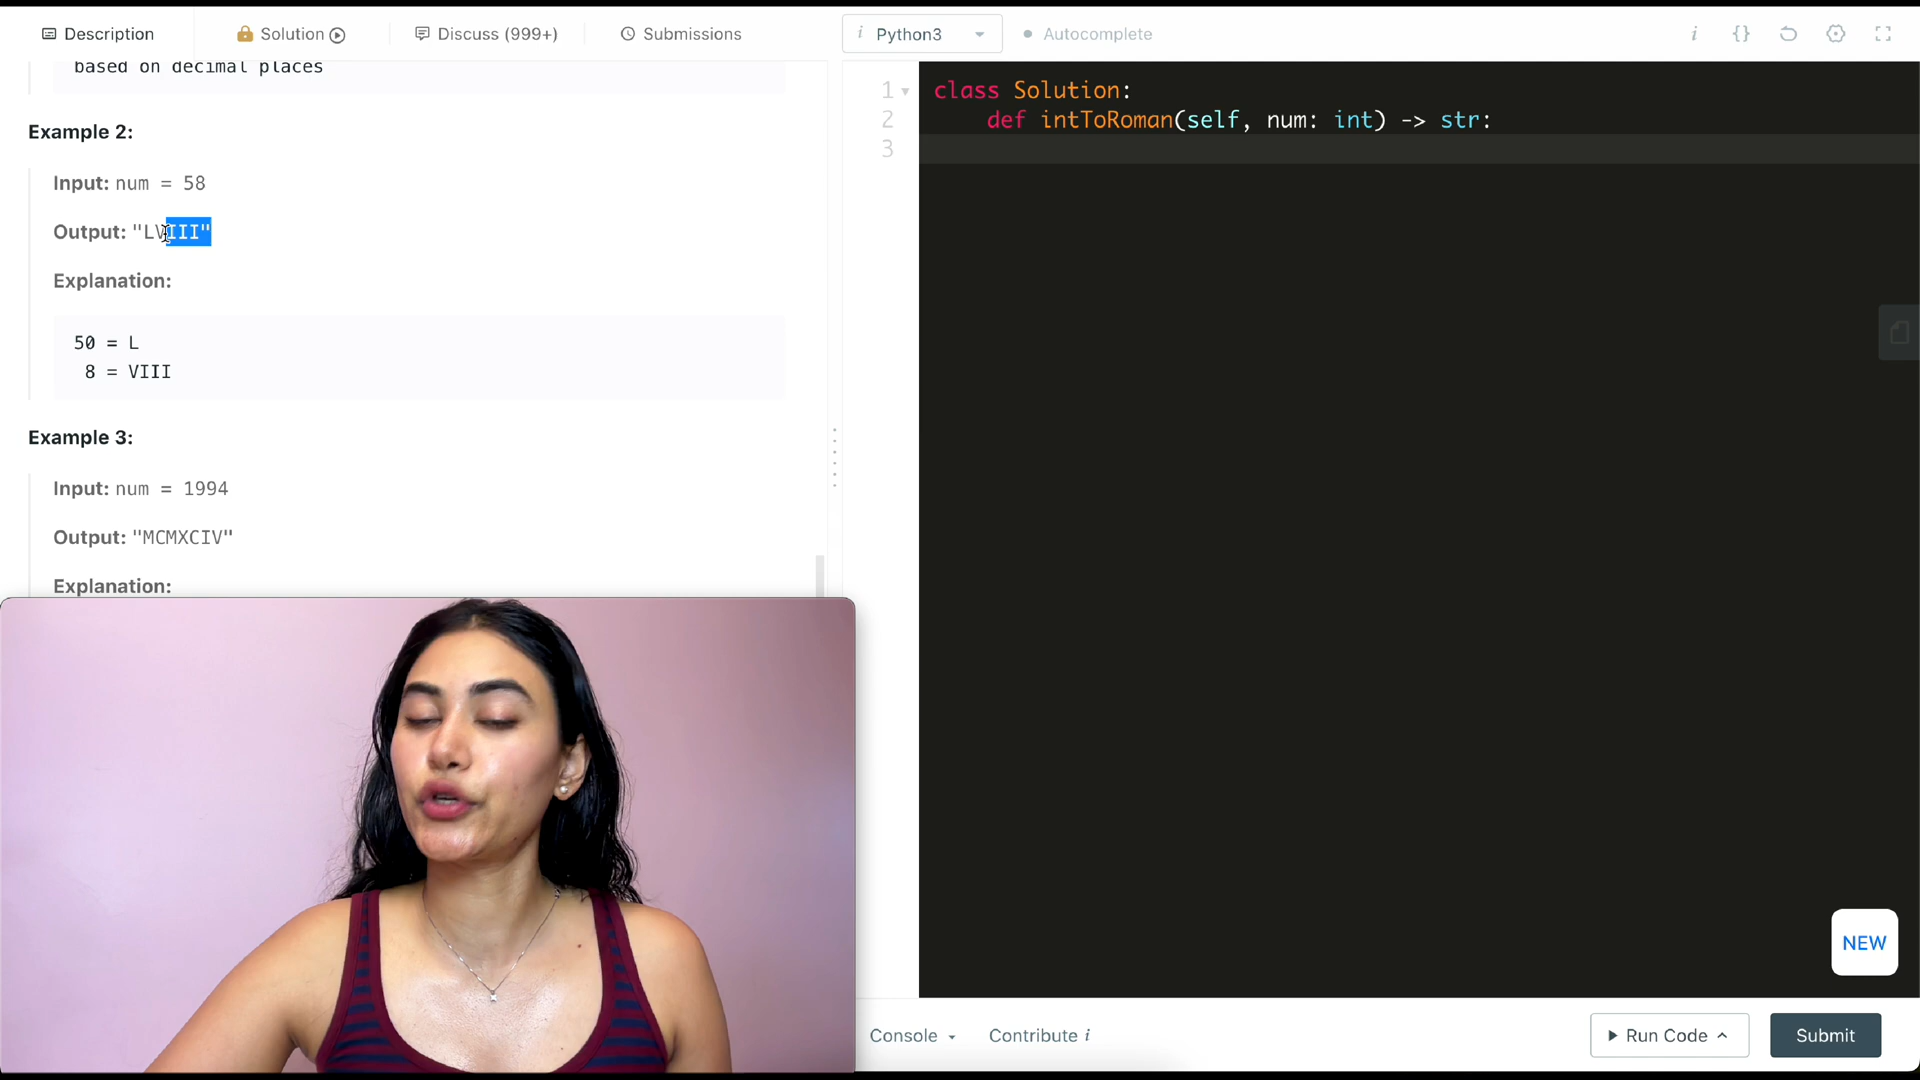 Description
Solution
Discuss (999+)
Submissions
i Python3
Autocomplete
i {}
based on decimal places
Example 2:
Input: num = 58
Output: "LVIII"
Explanation:
50 = L
8 = VIII
Example 3:
Input: num = 1994
Output: "MCMXCIV"
Explanation:
1 class Solution:
2 def intToRoman(self, num: int) -> str:
3
NEW
Console
Contribute i
Run Code
Submit